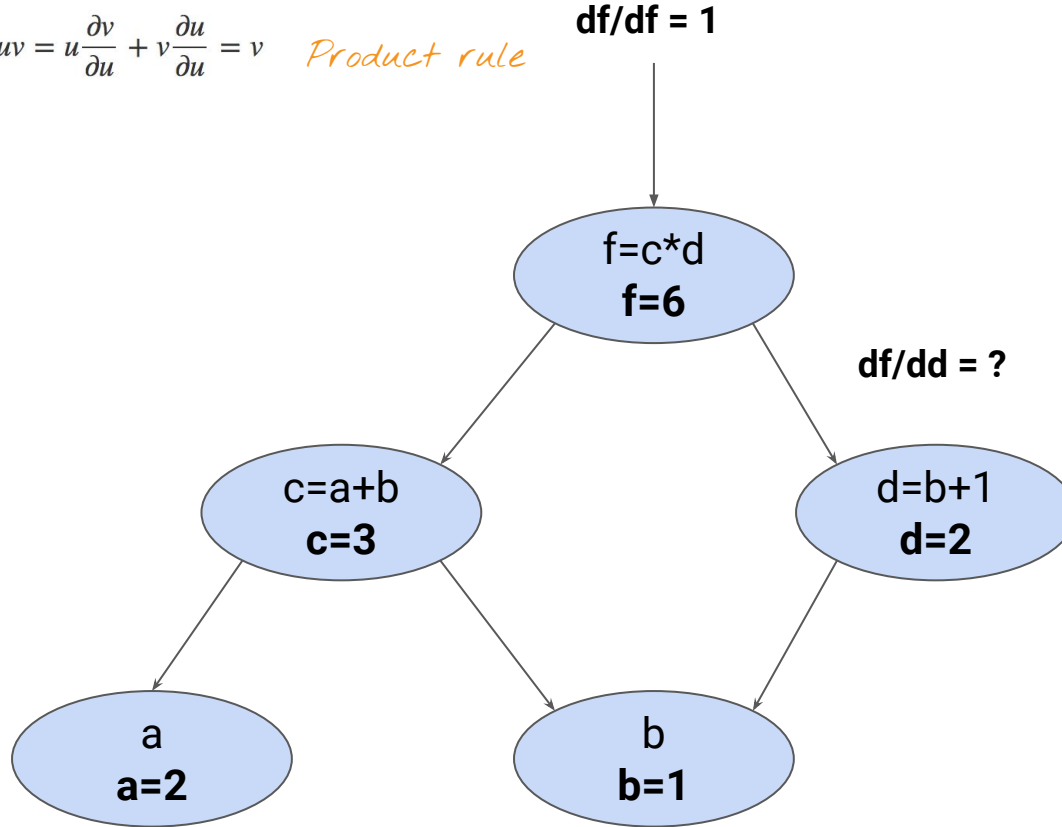 uv = u ∂v/∂u + v ∂u/∂u = v
Product rule
df/df = 1
f=c*d
f=6
df/dd = ?
c=a+b
c=3
d=b+1
d=2
a
a=2
b
b=1